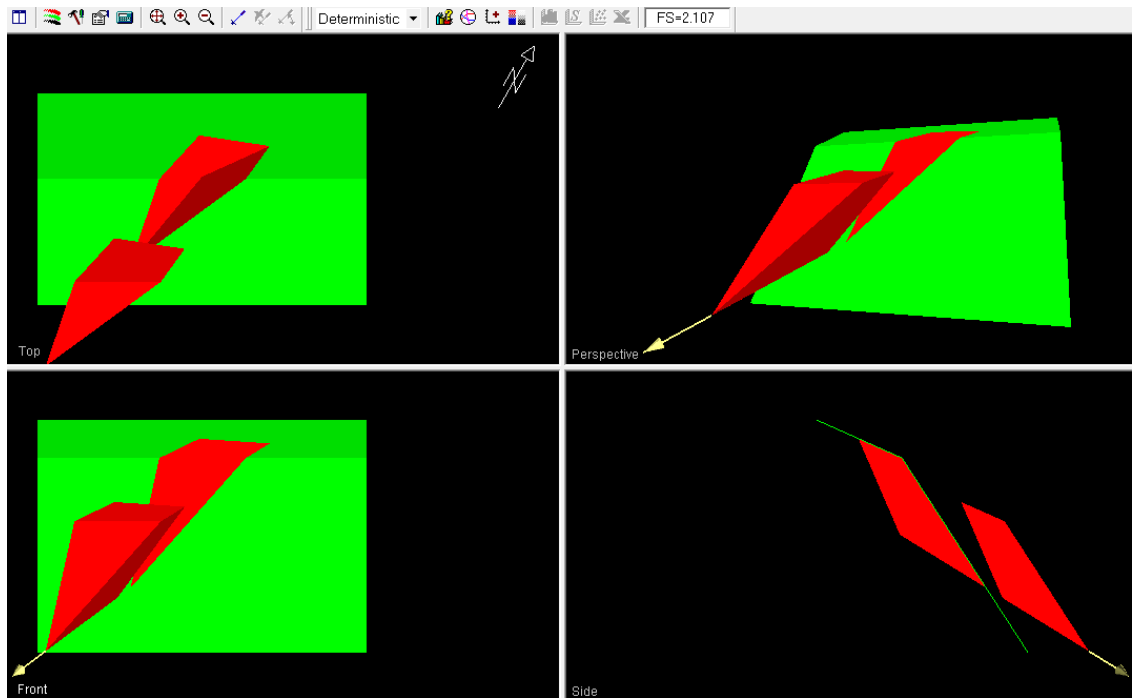 Deterministic FS=2.107
N
Top
Perspective
Front
Side